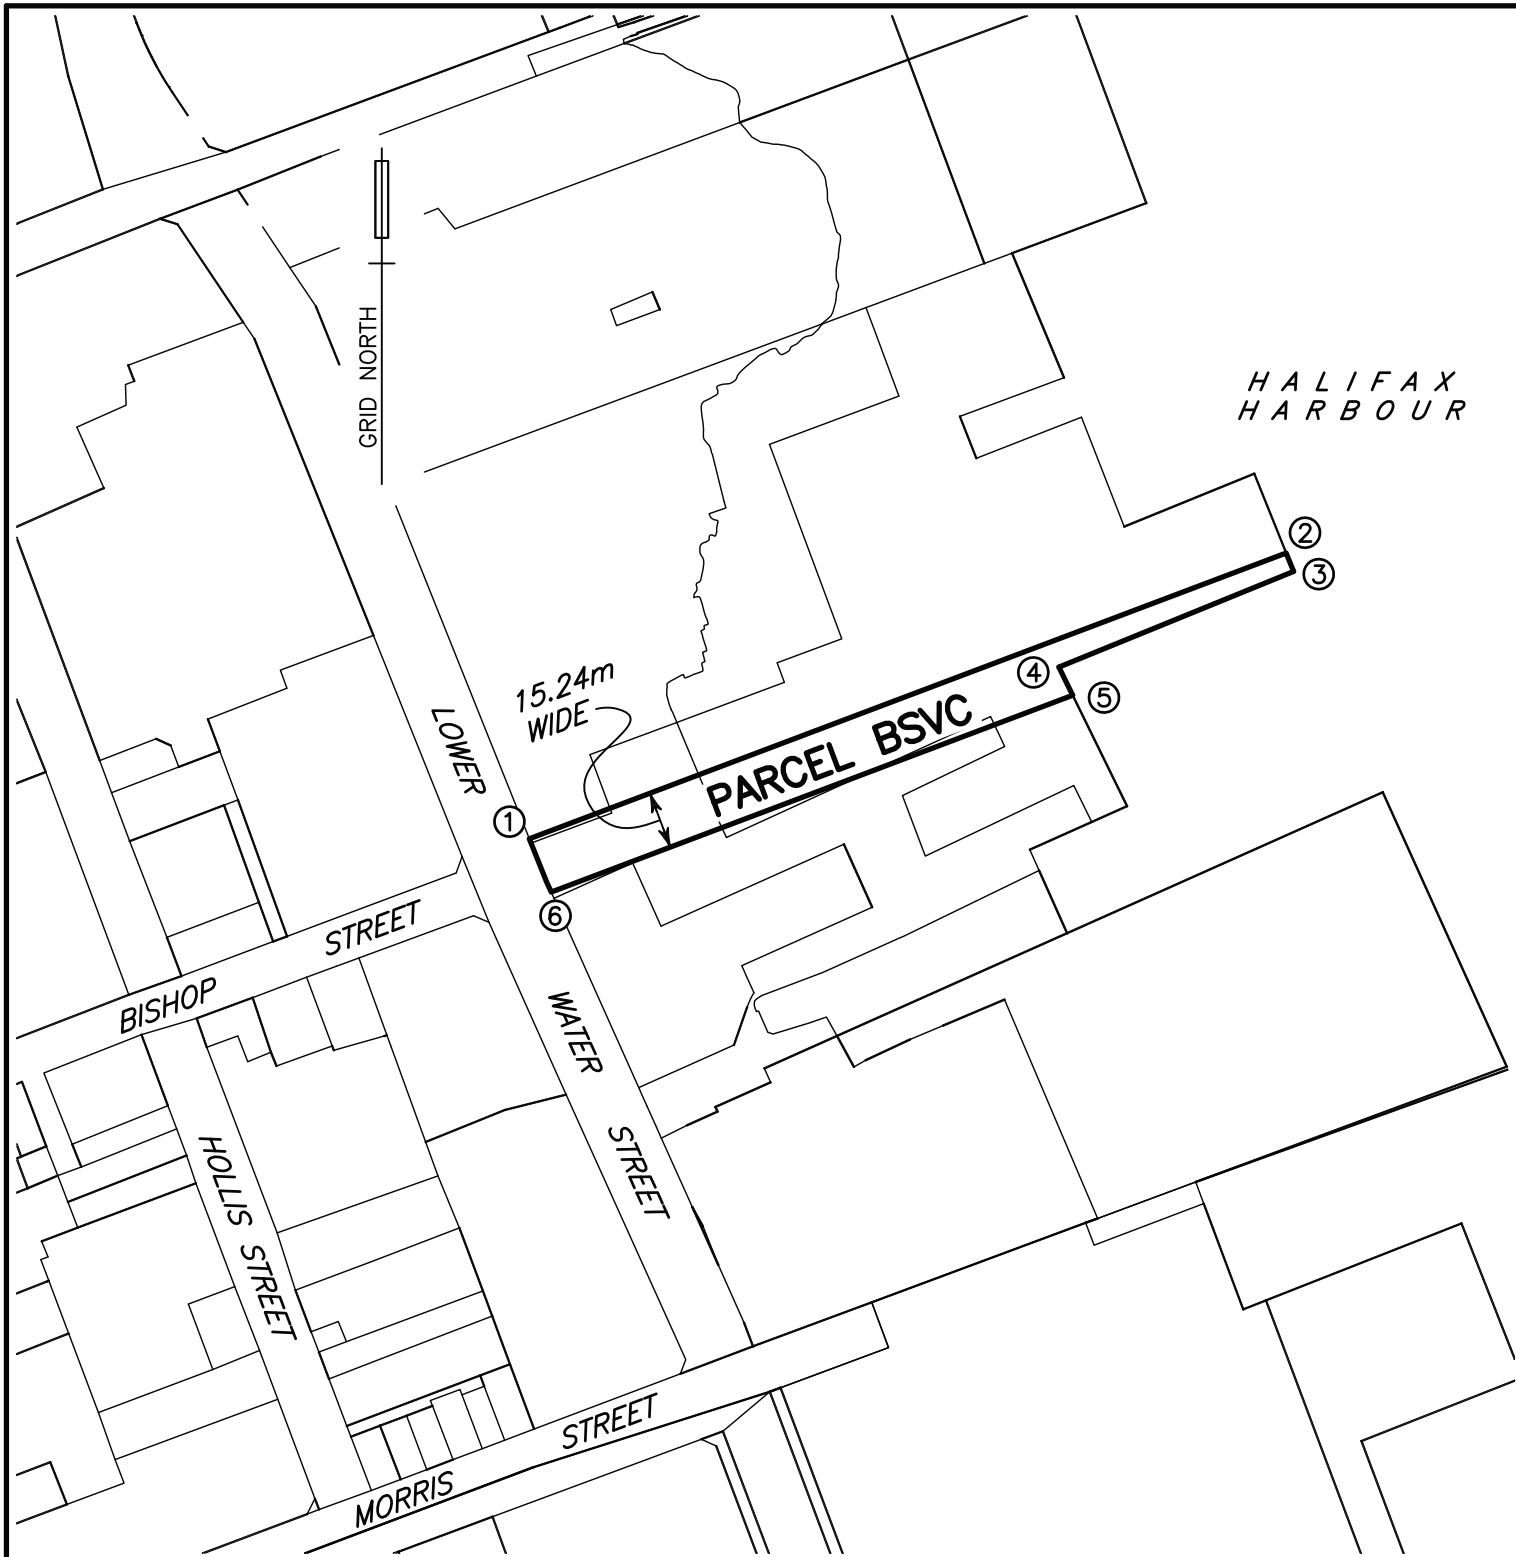 GRID NORTH
HALIFAX
HARBOUR
②
③
15.24m
WIDE
④
⑤
LOWER
PARCEL BSVC
①
⑥
STREET
BISHOP
WATER
STREET
HOLLIS STREET
STREET
MORRIS